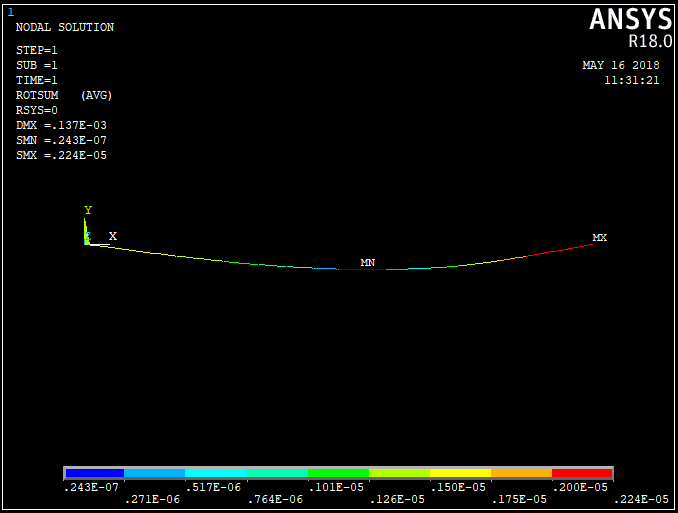 1
NODAL SOLUTION
STEP=1
SUB =1
TIME=1
ROTSUM (AVG)
RSYS=0
DMX =.137E-03
SMN =.243E-07
SMX =.224E-05
ANSYS
R18.0
MAY 16 2018
11:31:21
Y
X
MN
MX
.243E-07 .517E-06 .101E-05 .150E-05 .200E-05
.271E-06 .764E-06 .126E-05 .175E-05 .224E-05